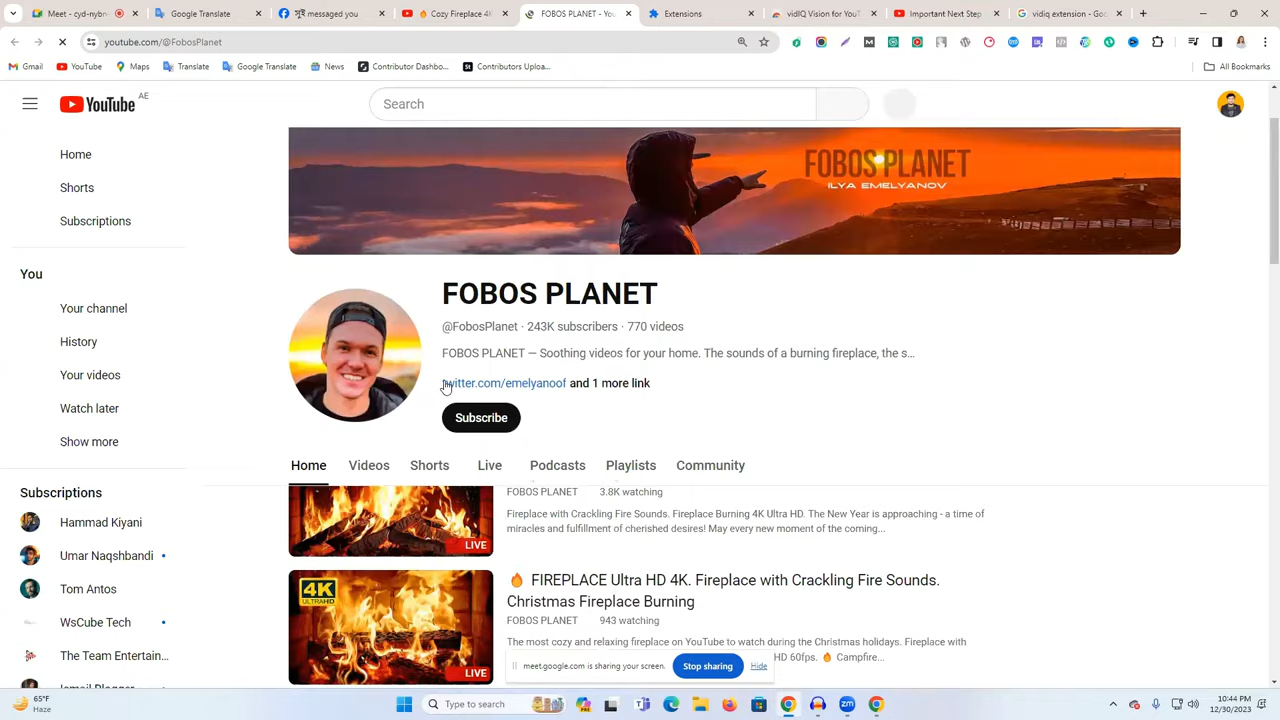 Meet - cyd-nybn-
Google Translate
messaged you
Cozy Fireplace 4K
FOBOS PLANET - You
Extensions
vidIQ Vision for YouT
Important Next Step
vidiq extension - Goo
youtube.com/@FobosPlanet
Gmail
YouTube
Maps
Translate
Google Translate
News
Contributor Dashbo...
Contributors Uploa...
All Bookmarks
YouTube AE
Search
Home
Shorts
Subscriptions
You
Your channel
History
Your videos
Watch later
Show more
Subscriptions
Hammad Kiyani
Umar Naqshbandi
Tom Antos
WsCube Tech
The Team Entertain...
FOBOS PLANET
ILYA EMELYANOV
FOBOS PLANET
@FobosPlanet · 243K subscribers · 770 videos
FOBOS PLANET — Soothing videos for your home. The sounds of a burning fireplace, the s...
twitter.com/emelyanoof and 1 more link
Subscribe
Home
Videos
Shorts
Live
Podcasts
Playlists
Community
LIVE
FOBOS PLANET 3.8K watching
Fireplace with Crackling Fire Sounds. Fireplace Burning 4K Ultra HD. The New Year is approaching - a time of
miracles and fulfillment of cherished desires! May every new moment of the coming...
4K
ULTRA HD
LIVE
🔥 FIREPLACE Ultra HD 4K. Fireplace with Crackling Fire Sounds.
Christmas Fireplace Burning
FOBOS PLANET 943 watching
The most cozy and relaxing fireplace on YouTube to watch during the Christmas holidays. Fireplace with
HD 60fps. 🔥 Campfire...
meet.google.com is sharing your screen.
Stop sharing
Hide
65°F
Haze
Type to search
10:44 PM
12/30/2023